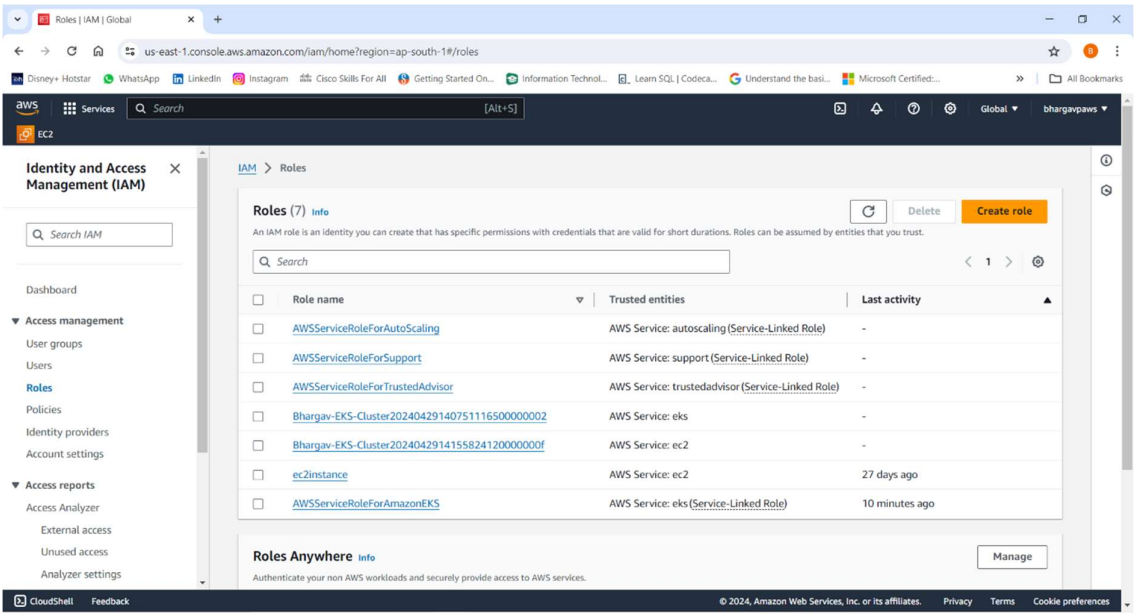 Roles | IAM | Global
us-east-1.console.aws.amazon.com/iam/home?region=ap-south-1#/roles
B
Disney+ Hotstar WhatsApp LinkedIn Instagram Cisco Skills For All Getting Started On... Information Technol... Learn SQL | Codeca... Understand the basi... Microsoft Certified:... » All Bookmarks
aws Services Search [Alt+S] Global ▼ bhargavpaws ▼
EC2
Identity and Access
Management (IAM)
Search IAM
Dashboard
Access management
User groups
Users
Roles
Policies
Identity providers
Account settings
Access reports
Access Analyzer
External access
Unused access
Analyzer settings
IAM > Roles
Roles (7) Info
Delete Create role
An IAM role is an identity you can create that has specific permissions with credentials that are valid for short durations. Roles can be assumed by entities that you trust.
Search
< 1 >
Role name Trusted entities Last activity
AWSServiceRoleForAutoScaling AWS Service: autoscaling (Service-Linked Role) -
AWSServiceRoleForSupport AWS Service: support (Service-Linked Role) -
AWSServiceRoleForTrustedAdvisor AWS Service: trustedadvisor (Service-Linked Role) -
Bhargav-EKS-Cluster20240429140751116500000002 AWS Service: eks -
Bhargav-EKS-Cluster2024042914155824120000000f AWS Service: ec2 -
ec2instance AWS Service: ec2 27 days ago
AWSServiceRoleForAmazonEKS AWS Service: eks (Service-Linked Role) 10 minutes ago
Roles Anywhere Info
Manage
Authenticate your non AWS workloads and securely provide access to AWS services.
CloudShell Feedback © 2024, Amazon Web Services, Inc. or its affiliates. Privacy Terms Cookie preferences